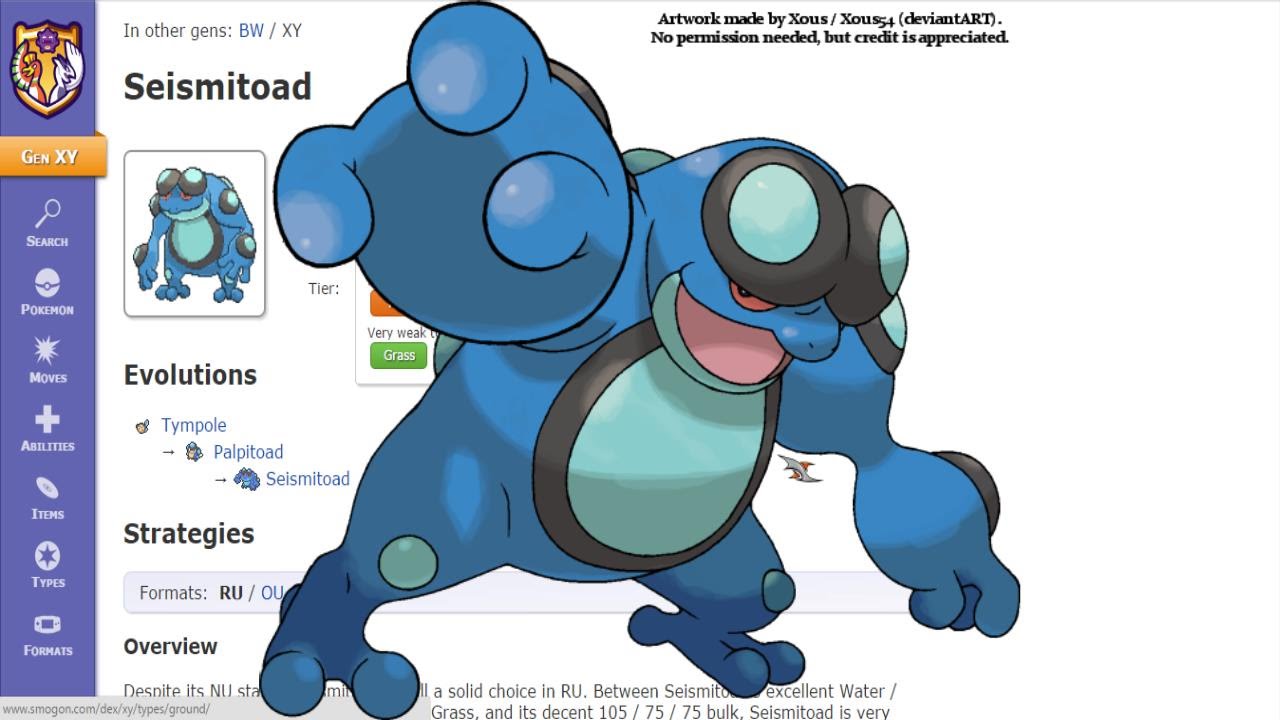 Artwork made by Xous / Xous54 (deviantART).
No permission needed, but credit is appreciated.
In other gens: BW / XY
Seismitoad
GEN XY
SEARCH
POKEMON
MOVES
ABILITIES
ITEMS
TYPES
FORMATS
Tier:
Very weak
Grass
Evolutions
Tympole
→ Palpitoad
→ Seismitoad
Strategies
Formats: RU / OU
Overview
Despite its NU a solid choice in RU. Between excellent Water /
Grass, and its decent 105 / 75 / 75 bulk, Seismitoad is very
www.smogon.com/dex/xy/types/ground/